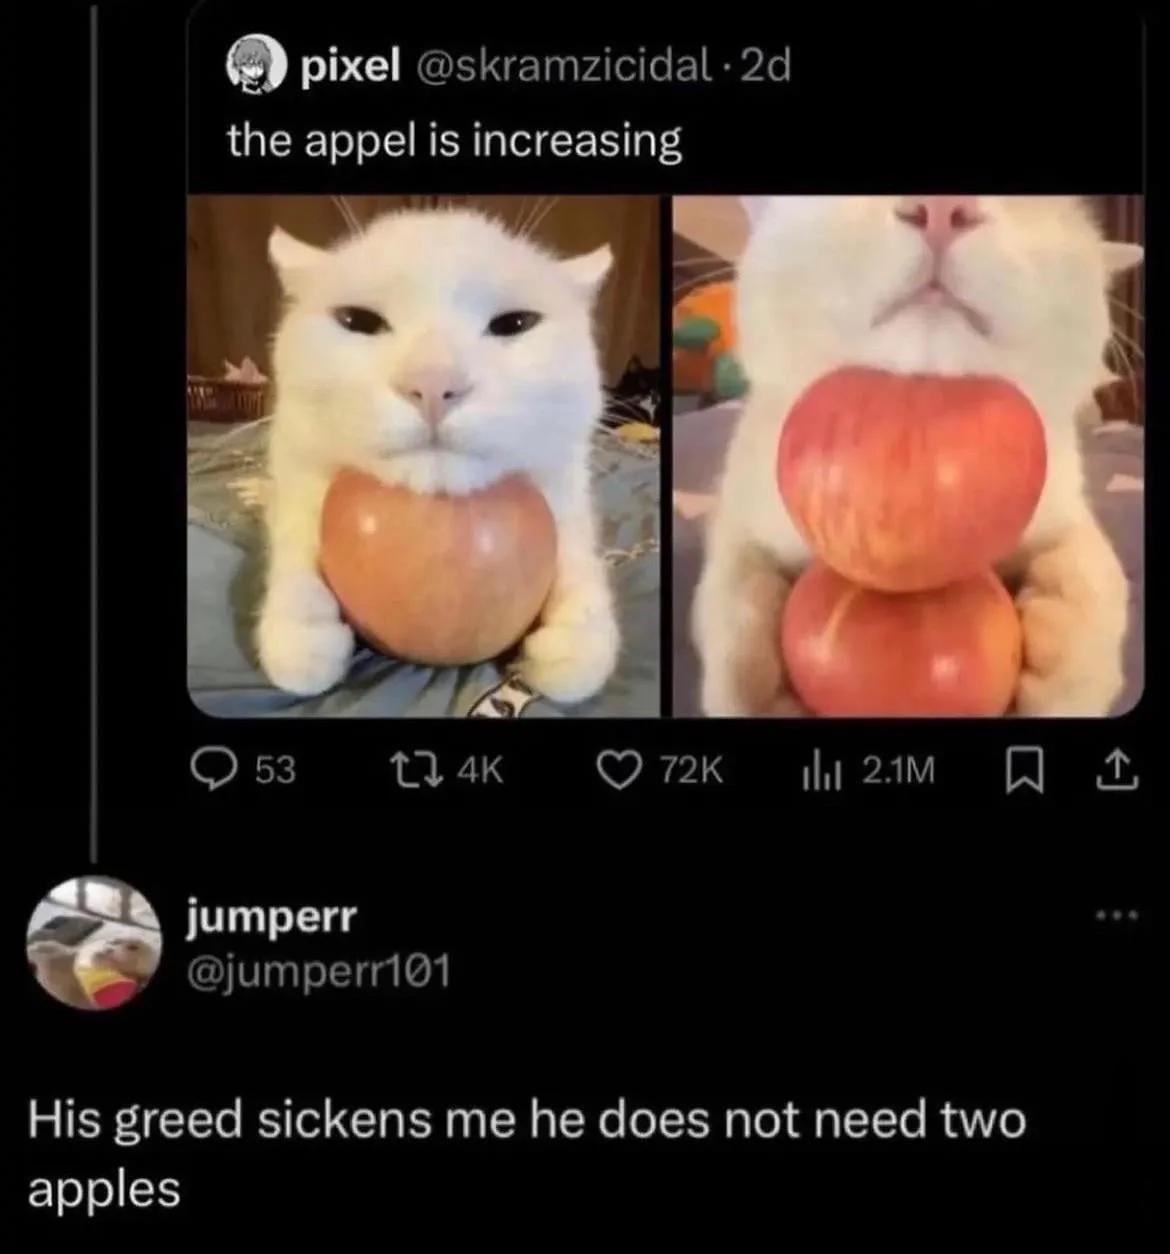 pixel @skramzicidal · 2d
the appel is increasing
53 4K 72K 2.1M
jumperr
@jumperr101
His greed sickens me he does not need two
apples